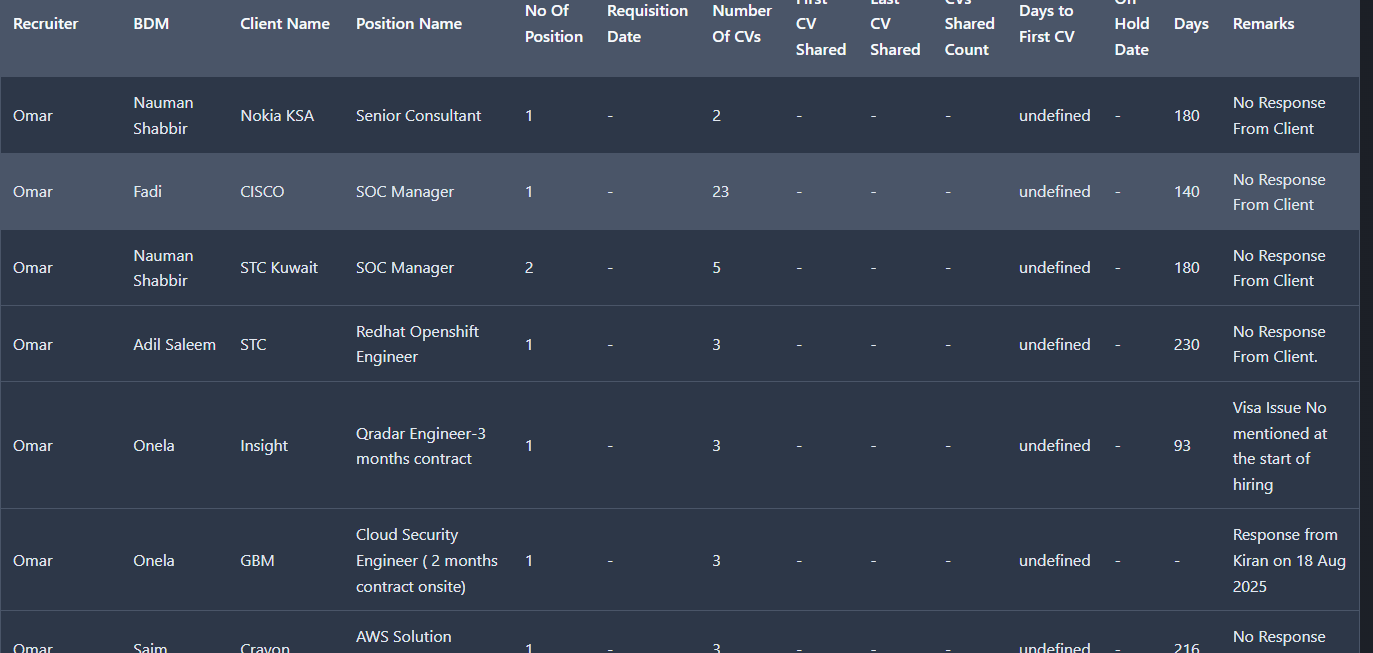 Recruiter BDM Client Name Position Name No Of Position Requisition Date Number Of CVs First CV Shared Last CV Shared CVs Shared Count Days to First CV On Hold Date Days Remarks
Omar Nauman Shabbir Nokia KSA Senior Consultant 1 - 2 - - - undefined - 180 No Response From Client
Omar Fadi CISCO SOC Manager 1 - 23 - - - undefined - 140 No Response From Client
Omar Nauman Shabbir STC Kuwait SOC Manager 2 - 5 - - - undefined - 180 No Response From Client
Omar Adil Saleem STC Redhat Openshift Engineer 1 - 3 - - - undefined - 230 No Response From Client.
Omar Onela Insight Qradar Engineer-3 months contract 1 - 3 - - - undefined - 93 Visa Issue No mentioned at the start of hiring
Omar Onela GBM Cloud Security Engineer ( 2 months contract onsite) 1 - 3 - - - undefined - - Response from Kiran on 18 Aug 2025
Omar Saim Crayon AWS Solution 1 - 3 - - - undefined - 216 No Response